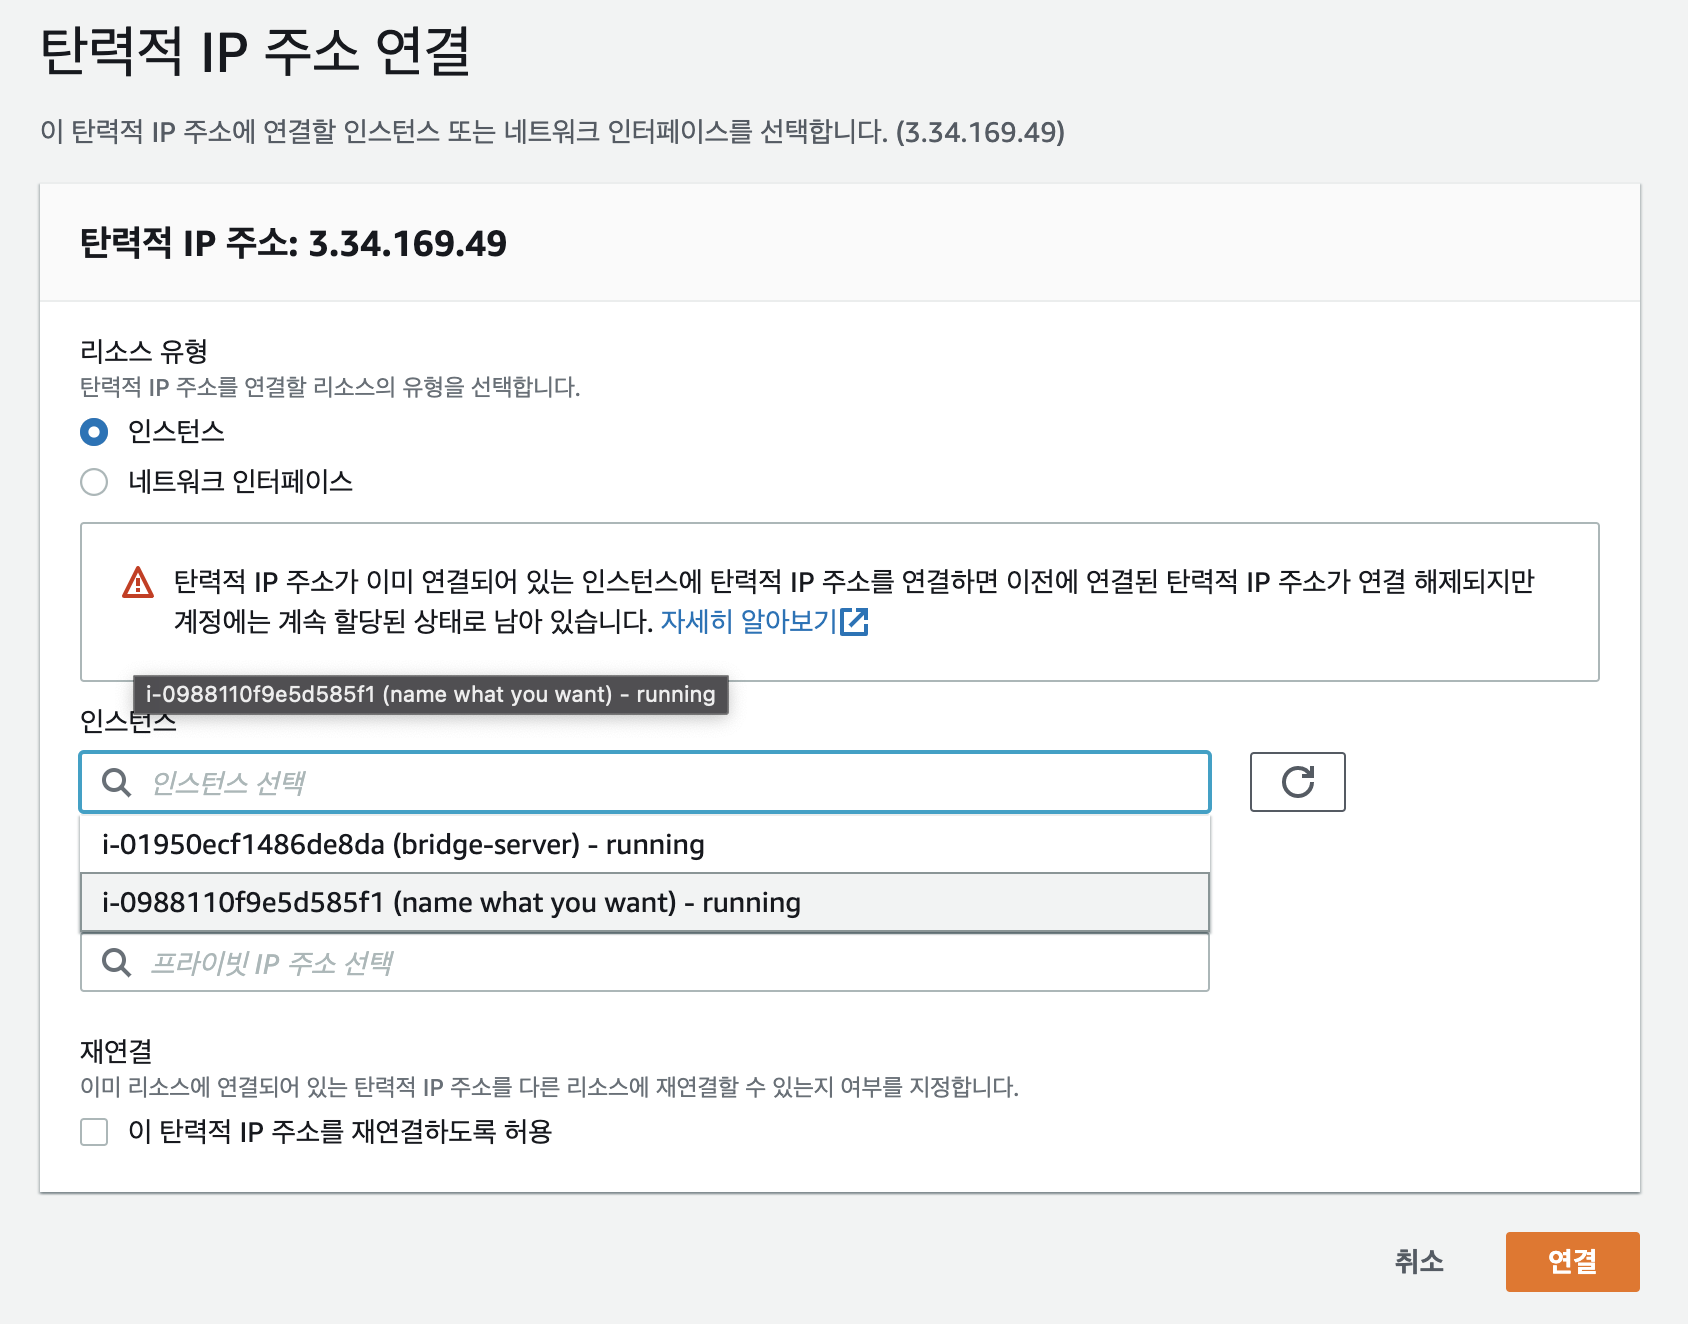 탄력적 IP 주소 연결
이 탄력적 IP 주소에 연결할 인스턴스 또는 네트워크 인터페이스를 선택합니다. (3.34.169.49)
탄력적 IP 주소: 3.34.169.49
리소스 유형
탄력적 IP 주소를 연결할 리소스의 유형을 선택합니다.
인스턴스
네트워크 인터페이스
탄력적 IP 주소가 이미 연결되어 있는 인스턴스에 탄력적 IP 주소를 연결하면 이전에 연결된 탄력적 IP 주소가 연결 해제되지만
계정에는 계속 할당된 상태로 남아 있습니다. 자세히 알아보기
i-0988110f9e5d585f1 (name what you want) - running
인스턴스
인스턴스 선택
i-01950ecf1486de8da (bridge-server) - running
i-0988110f9e5d585f1 (name what you want) - running
프라이빗 IP 주소 선택
재연결
이미 리소스에 연결되어 있는 탄력적 IP 주소를 다른 리소스에 재연결할 수 있는지 여부를 지정합니다.
이 탄력적 IP 주소를 재연결하도록 허용
취소
연결